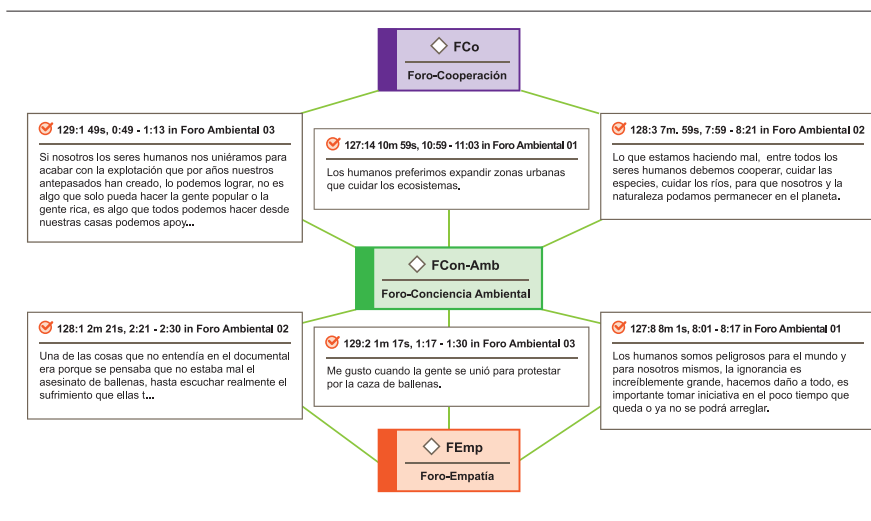 FCo
Foro-Cooperación
129:1 49s, 0:49 - 1:13 in Foro Ambiental 03
Si nosotros los seres humanos nos uniéramos para
acabar con la explotación que por años nuestros
antepasados han creado, lo podemos lograr, no es
algo que solo pueda hacer la gente popular o la
gente rica, es algo que todos podemos hacer desde
nuestras casas podemos apoy...
127:14 10m 59s, 10:59 - 11:03 in Foro Ambiental 01
Los humanos preferimos expandir zonas urbanas
que cuidar los ecosistemas.
128:3 7m. 59s, 7:59 - 8:21 in Foro Ambiental 02
Lo que estamos haciendo mal, entre todos los
seres humanos debemos cooperar, cuidar las
especies, cuidar los ríos, para que nosotros y la
naturaleza podamos permanecer en el planeta.
FCon-Amb
Foro-Conciencia Ambiental
128:1 2m 21s, 2:21 - 2:30 in Foro Ambiental 02
Una de las cosas que no entendía en el documental
era porque se pensaba que no estaba mal el
asesinato de ballenas, hasta escuchar realmente el
sufrimiento que ellas t...
129:2 1m 17s, 1:17 - 1:30 in Foro Ambiental 03
Me gusto cuando la gente se unió para protestar
por la caza de ballenas.
127:8 8m 1s, 8:01 - 8:17 in Foro Ambiental 01
Los humanos somos peligrosos para el mundo y
para nosotros mismos, la ignorancia es
increíblemente grande, hacemos daño a todo, es
importante tomar iniciativa en el poco tiempo que
queda o ya no se podrá arreglar.
FEmp
Foro-Empatía